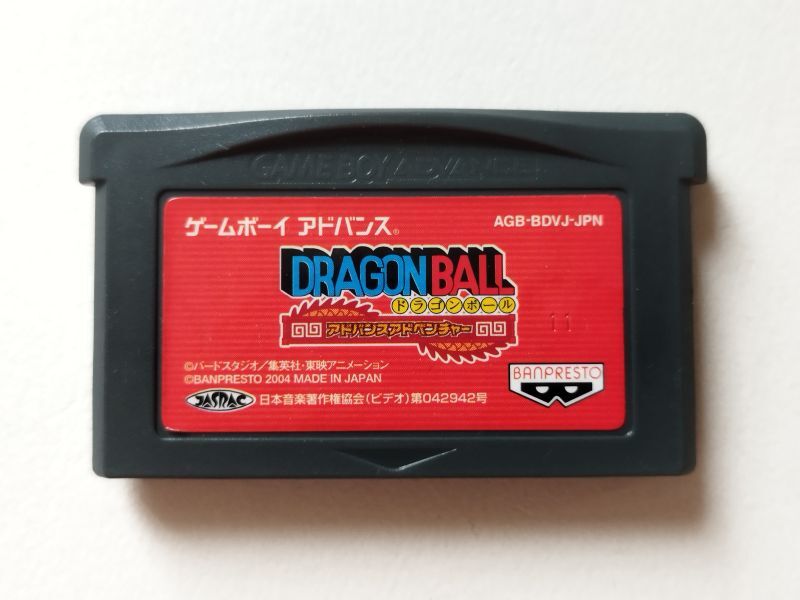 GAME BOY ADVANCE
ゲームボーイ アドバンス® AGB-BDVJ-JPN
DRAGON BALL
ドラゴンボール
アドバンスアドベンチャー
11
©バードスタジオ/集英社・東映アニメーション
©BANPRESTO 2004 MADE IN JAPAN
BANPRESTO
JASRAC 日本音楽著作権協会(ビデオ)第042942号